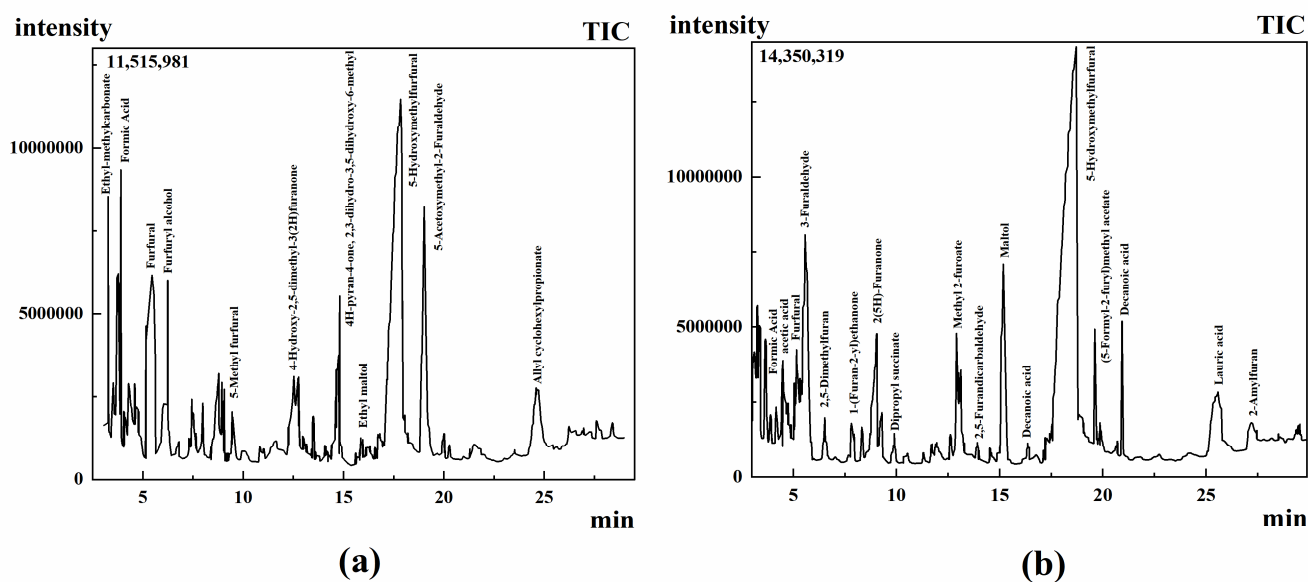 intensity
TIC
11,515,981
Ethyl-methylcarbonate
Formic Acid
Furfural
Furfuryl alcohol
5-Methyl furfural
4-Hydroxy-2,5-dimethyl-3(2H)furanone
4H-pyran-4-one, 2,3-dihydro-3,5-dihydroxy-6-methyl
Ethyl maltol
5-Hydroxymethylfurfural
5-Acetoxymethyl-2-Furaldehyde
Allyl cyclohexylpropionate
10000000
5000000
0
5
10
15
20
25
min
(a)
intensity
TIC
14,350,319
Formic Acid
acetic acid
Furfural
3-Furaldehyde
2,5-Dimethylfuran
1-(Furan-2-yl)ethanone
2(5H)-Furanone
Dipropyl succinate
Methyl 2-furoate
2,5-Furandicarbaldehyde
Maltol
Decanoic acid
5-Hydroxymethylfurfural
(5-Formyl-2-furyl)methyl acetate
Decanoic acid
Lauric acid
2-Amylfuran
10000000
5000000
0
5
10
15
20
25
min
(b)